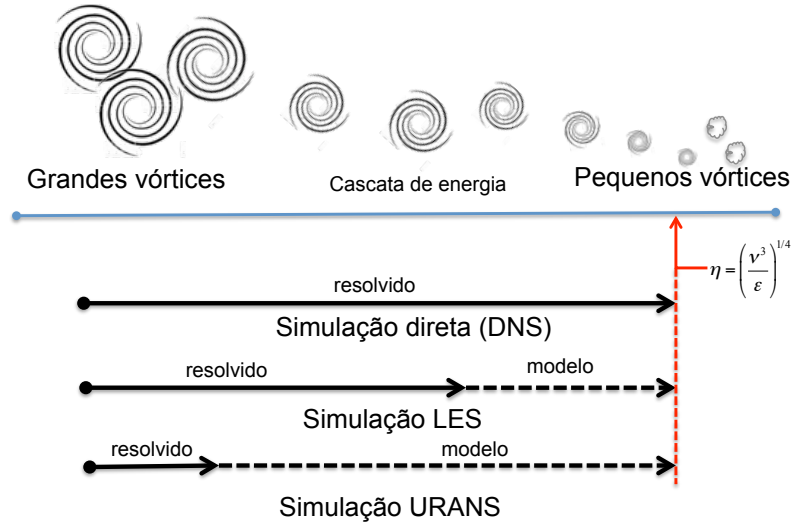 Grandes vórtices
Cascata de energia
Pequenos vórtices
η = (ν³/ε)^1/4
resolvido
Simulação direta (DNS)
resolvido
modelo
Simulação LES
resolvido
modelo
Simulação URANS